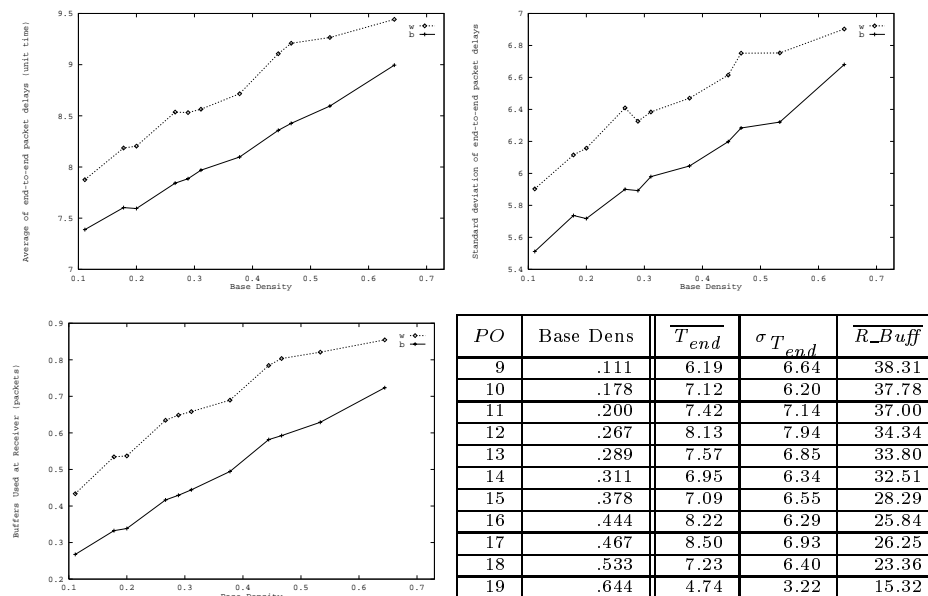 Average of end-to-end packet delays (unit time)
9.5
9
8.5
8
7.5
7
0.1 0.2 0.3 0.4 0.5 0.6 0.7
Base Density
w
b
Standard deviation of end-to-end packet delays
7
6.8
6.6
6.4
6.2
6
5.8
5.6
5.4
0.1 0.2 0.3 0.4 0.5 0.6 0.7
Base Density
w
b
Buffers Used at Receiver (packets)
0.9
0.8
0.7
0.6
0.5
0.4
0.3
0.2
0.1 0.2 0.3 0.4 0.5 0.6 0.7
Base Density
w
b
PO Base Dens T_end σ T_end R_Buff
9 .111 6.19 6.64 38.31
10 .178 7.12 6.20 37.78
11 .200 7.42 7.14 37.00
12 .267 8.13 7.94 34.34
13 .289 7.57 6.85 33.80
14 .311 6.95 6.34 32.51
15 .378 7.09 6.55 28.29
16 .444 8.22 6.29 25.84
17 .467 8.50 6.93 26.25
18 .533 7.23 6.40 23.36
19 .644 4.74 3.22 15.32